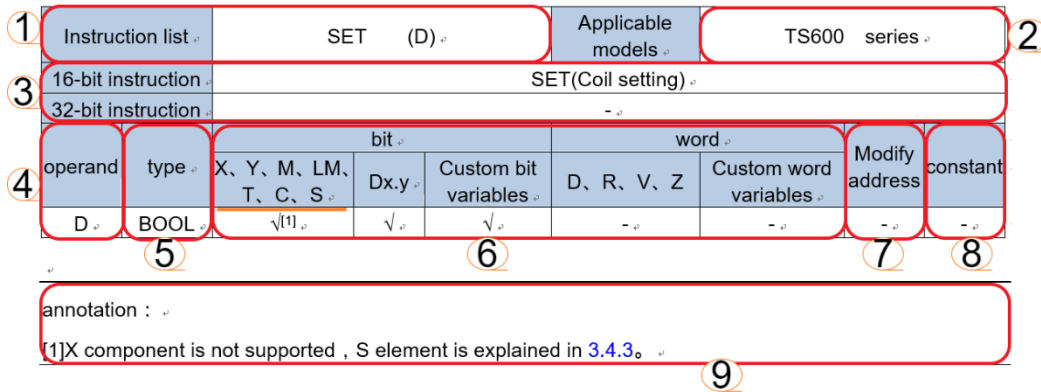 ① Instruction list SET (D) Applicable models TS600 series ②
③ 16-bit instruction SET(Coil setting)
32-bit instruction -
④ operand type bit word Modify address constant
X、Y、M、LM、T、C、S Dx.y Custom bit variables D、R、V、Z Custom word variables
D BOOL √[1] √ √ - - - -
⑤ ⑥ ⑦ ⑧
annotation：
[1]X component is not supported，S element is explained in 3.4.3。
⑨